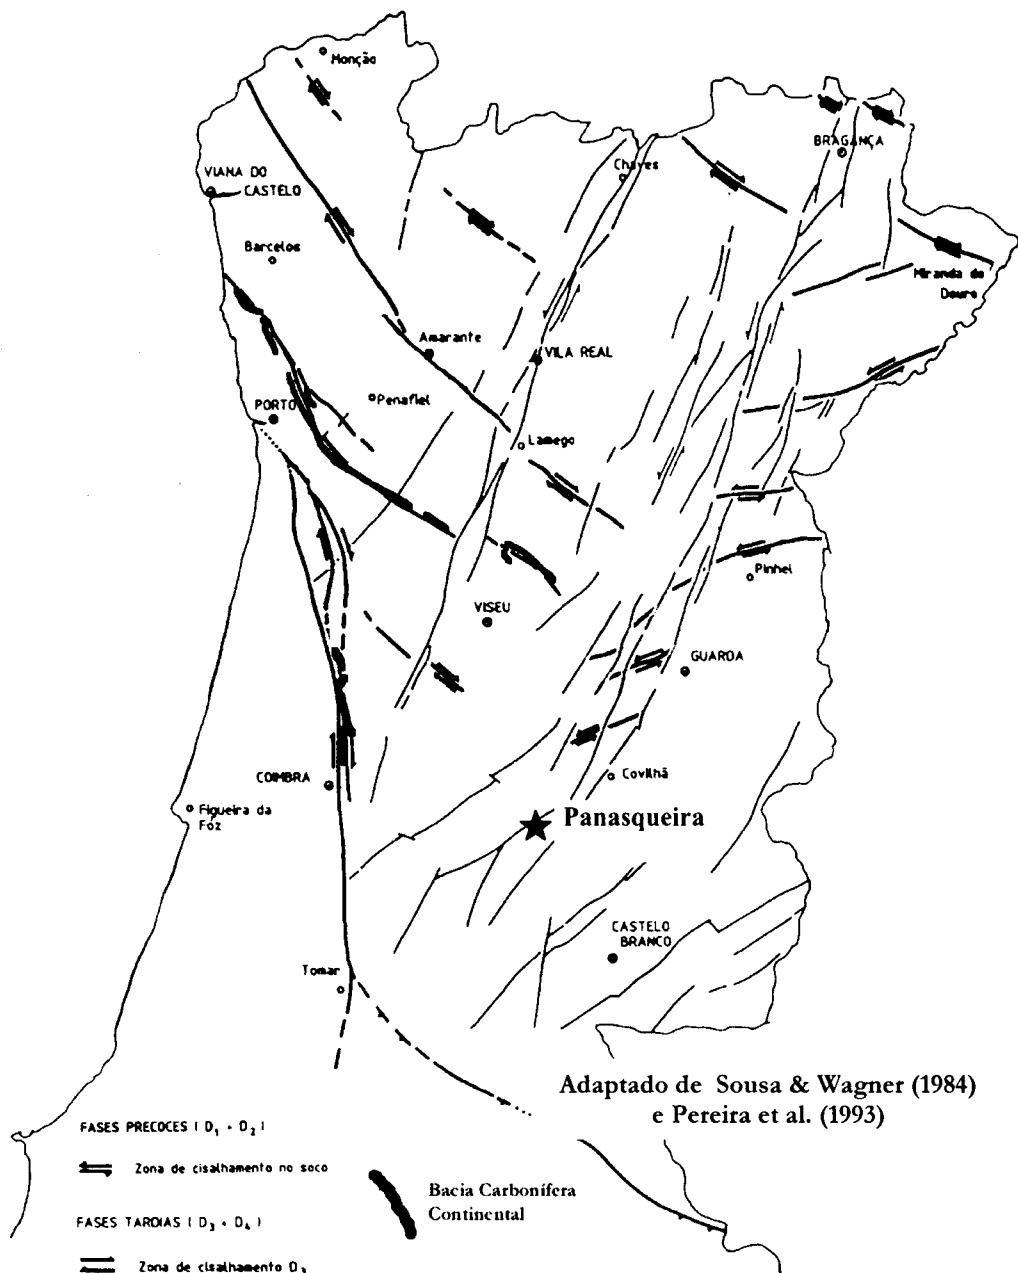 Monção
BRAGANÇA
Chaves
VIANA DO
CASTELO
Barcelos
Miranda do
Douro
Amarante
VILA REAL
Penafiel
PORTO
Lamego
Pinhel
VISEU
GUARDA
COIMBRA
Covilhã
Figueira da
Foz
Panasqueira
CASTELO
BRANCO
Tomar
Adaptado de Sousa & Wagner (1984)
e Pereira et al. (1993)
FASES PRECOCES ( D₁ + D₂ )
Zona de cisalhamento no soco
Bacia Carbonífera
Continental
FASES TARDIAS ( D₃ + D₄ )
Zona de cisalhamento D₃